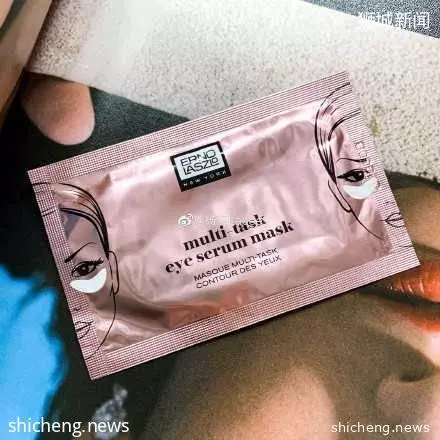 狮城新闻
ERNO
LASZLO
NEW YORK
multi-task
eye serum mask
MASQUE MULTI-TASK
CONTOUR DES YEUX
shicheng.news
shicheng.news